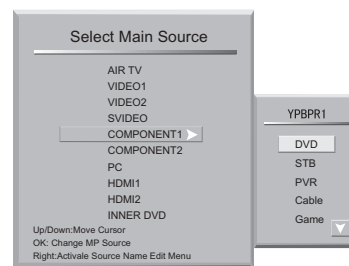 Select Main Source
AIR TV
VIDEO1
VIDEO2
SVIDEO
COMPONENT1
COMPONENT2
PC
HDMI1
HDMI2
INNER DVD
Up/Down:Move Cursor
OK: Change MP Source
Right:Activale Source Name Edit Menu
YPBPR1
DVD
STB
PVR
Cable
Game